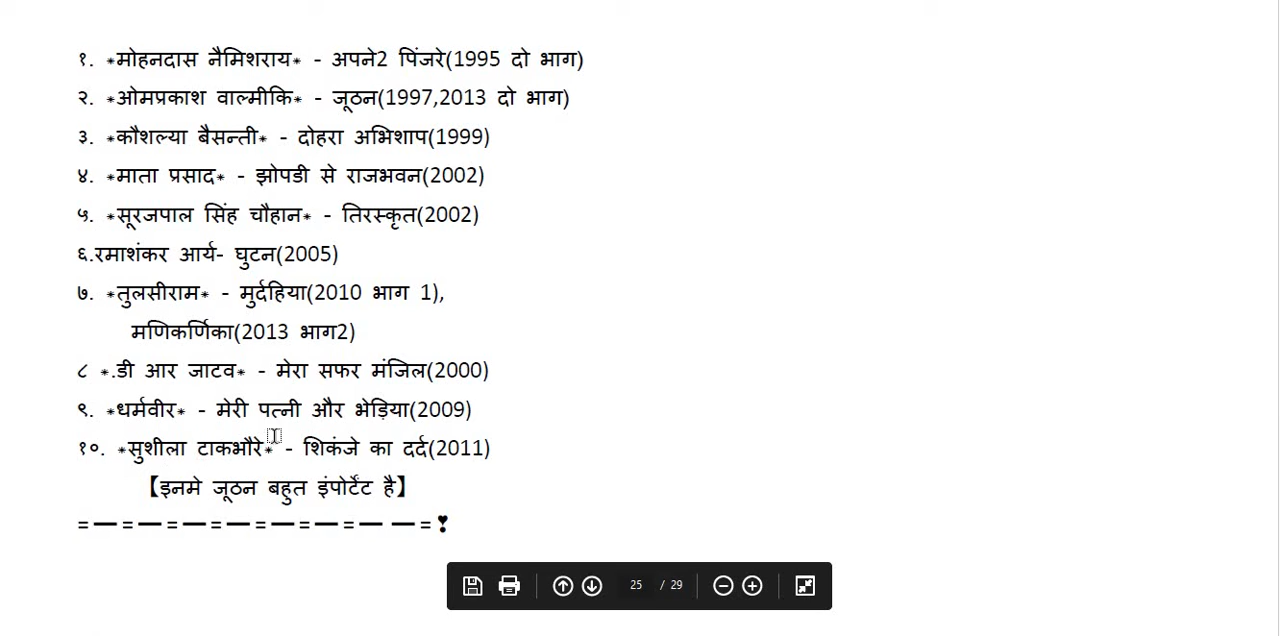 १. *मोहनदास नैमिशराय* - अपने2 पिंजरे(1995 दो भाग)
२. *ओमप्रकाश वाल्मीकि* - जूठन(1997,2013 दो भाग)
३. *कौशल्या बैसन्ती* - दोहरा अभिशाप(1999)
४. *माता प्रसाद* - झोपडी से राजभवन(2002)
५. *सूरजपाल सिंह चौहान* - तिरस्कृत(2002)
६.रमाशंकर आर्य- घुटन(2005)
७. *तुलसीराम* - मुर्दहिया(2010 भाग 1),
मणिकर्णिका(2013 भाग2)
८ *.डी आर जाटव* - मेरा सफर मंजिल(2000)
९. *धर्मवीर* - मेरी पत्नी और भेड़िया(2009)
१०. *सुशीला टाकभौरे* - शिकंजे का दर्द(2011)
【इनमे जूठन बहुत इंपोर्टेंट है】
=—=—=—=—=—=—=— —=❣
25 / 29